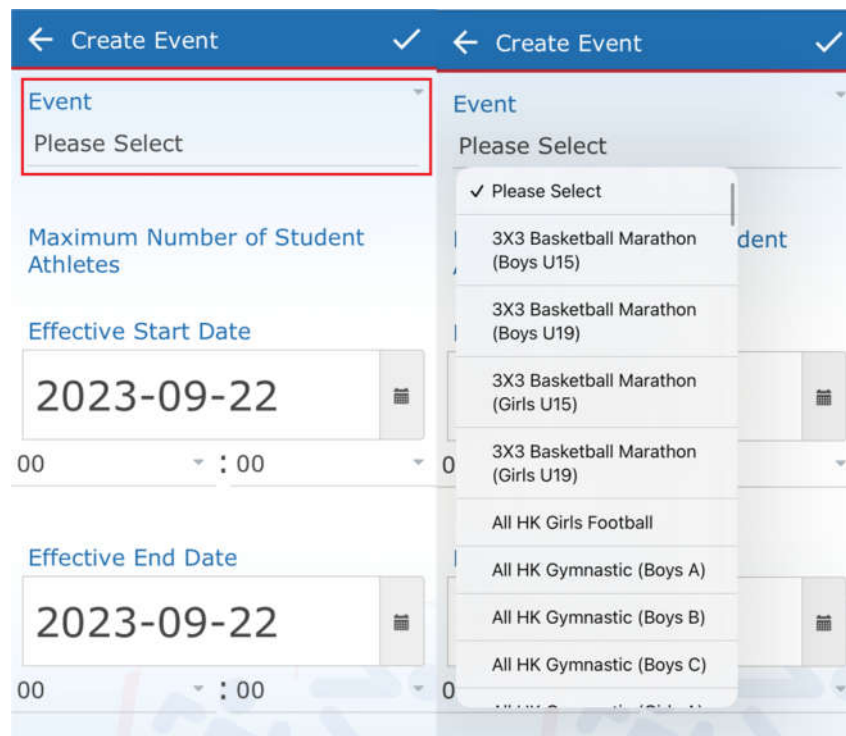 Create Event
Event
Please Select
Maximum Number of Student
Athletes
Effective Start Date
2023-09-22
00 : 00
Effective End Date
2023-09-22
00 : 00
Create Event
Event
Please Select
✓ Please Select
3X3 Basketball Marathon
(Boys U15)
3X3 Basketball Marathon
(Boys U19)
3X3 Basketball Marathon
(Girls U15)
3X3 Basketball Marathon
(Girls U19)
All HK Girls Football
All HK Gymnastic (Boys A)
All HK Gymnastic (Boys B)
All HK Gymnastic (Boys C)
dent